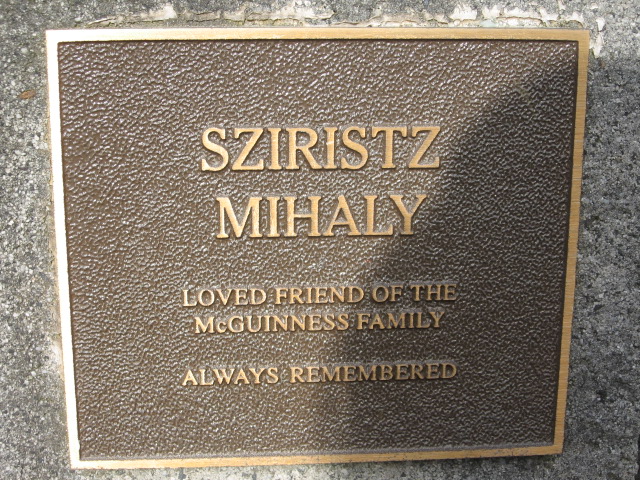 SZIRISTZ
MIHALY
LOVED FRIEND OF THE
McGUINNESS FAMILY
ALWAYS REMEMBERED